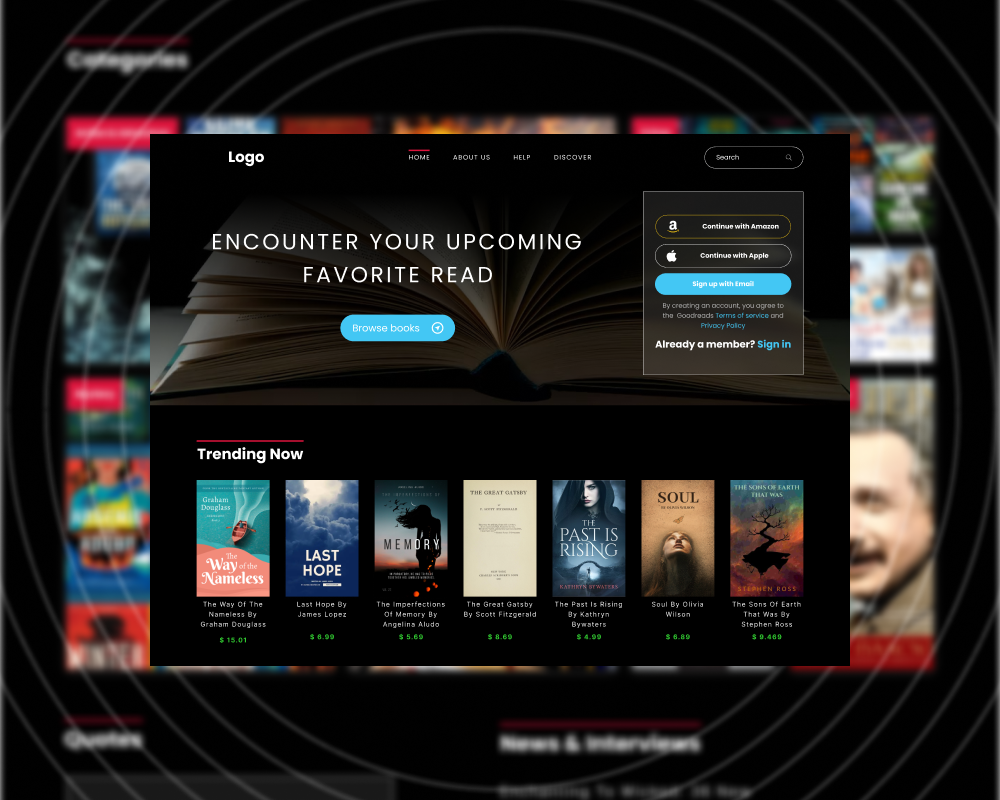 Categories
Logo
HOME
ABOUT US
HELP
DISCOVER
Search
ENCOUNTER YOUR UPCOMING
FAVORITE READ
Browse books
Continue with Amazon
Continue with Apple
Sign up with Email
By creating an account, you agree to
the Goodreads Terms of service and
Privacy Policy
Already a member? Sign in
Trending Now
Graham
Douglass
The
Way of the
Nameless
LAST
HOPE
THE IMPERFECTIONS OF
MEMORY
THE GREAT GATSBY
THE
PAST IS
RISING
KATHRYN BYWATERS
SOUL
BY OLIVIA WILSON
THE SONS OF EARTH
THAT WAS
STEPHEN ROSS
The Way Of The
Nameless By
Graham Douglass
$ 15.01
Last Hope By
James Lopez
$ 6.99
The Imperfections
Of Memory By
Angelina Aludo
$ 5.69
The Great Gatsby
By Scott Fitzgerald
$ 8.69
The Past Is Rising
By Kathryn
Bywaters
$ 4.99
Soul By Olivia
Wilson
$ 6.89
The Sons Of Earth
That Was By
Stephen Ross
$ 9.469
WINTER
Quotes
News & Interviews